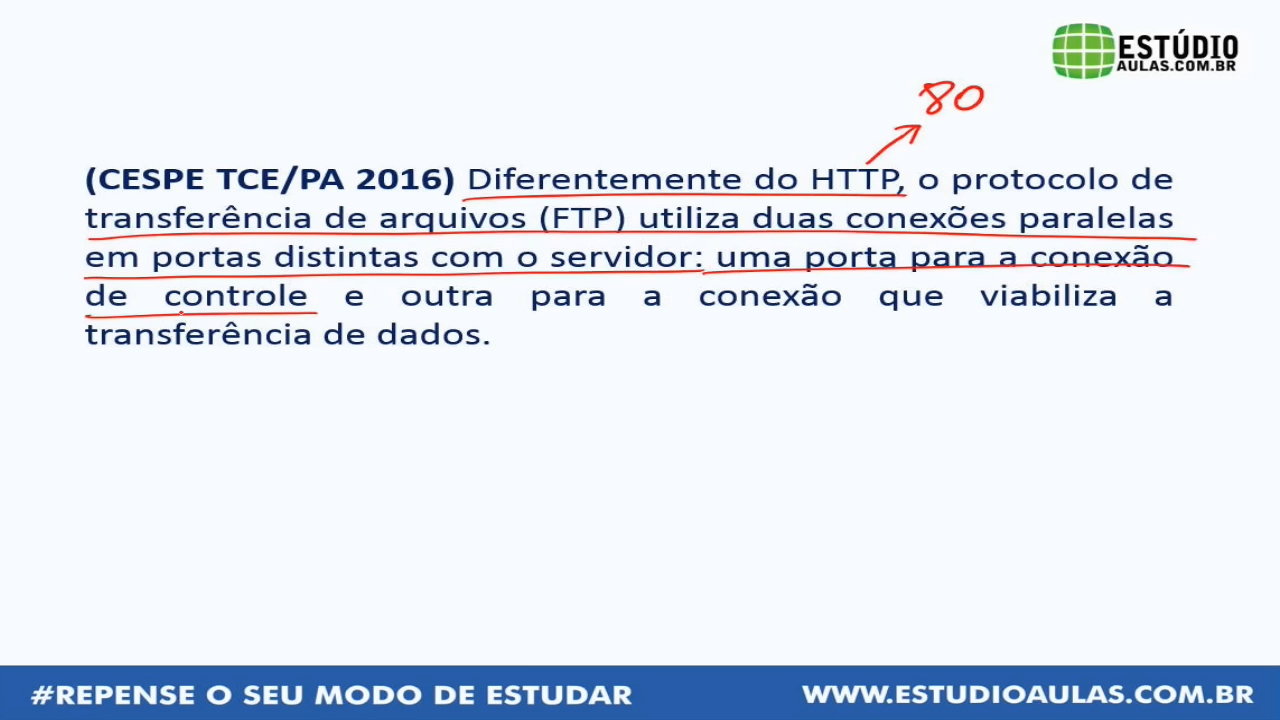 ESTÚDIO
AULAS.COM.BR
80
(CESPE TCE/PA 2016) Diferentemente do HTTP, o protocolo de
transferência de arquivos (FTP) utiliza duas conexões paralelas
em portas distintas com o servidor: uma porta para a conexão
de controle e outra para a conexão que viabiliza a
transferência de dados.
#REPENSE O SEU MODO DE ESTUDAR
WWW.ESTUDIOAULAS.COM.BR